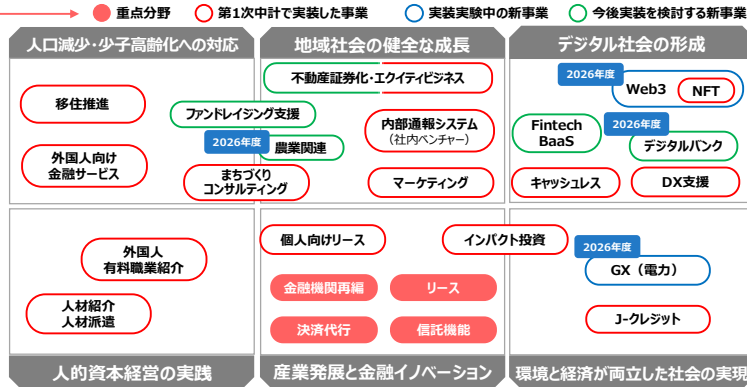 重点分野
第1次中計で実装した事業
実装実験中の新事業
今後実装を検討する新事業
人口減少・少子高齢化への対応
地域社会の健全な成長
デジタル社会の形成
移住推進
外国人向け
金融サービス
ファンドレイジング支援
2026年度
農業関連
まちづくり
コンサルティング
不動産証券化・エクイティビジネス
内部通報システム
（社内ベンチャー）
マーケティング
2026年度
Web3
NFT
Fintech
BaaS
2026年度
デジタルバンク
キャッシュレス
DX支援
外国人
有料職業紹介
人材紹介
人材派遣
個人向けリース
インパクト投資
金融機関再編
リース
決済代行
信託機能
2026年度
GX（電力）
J-クレジット
人的資本経営の実践
産業発展と金融イノベーション
環境と経済が両立した社会の実現